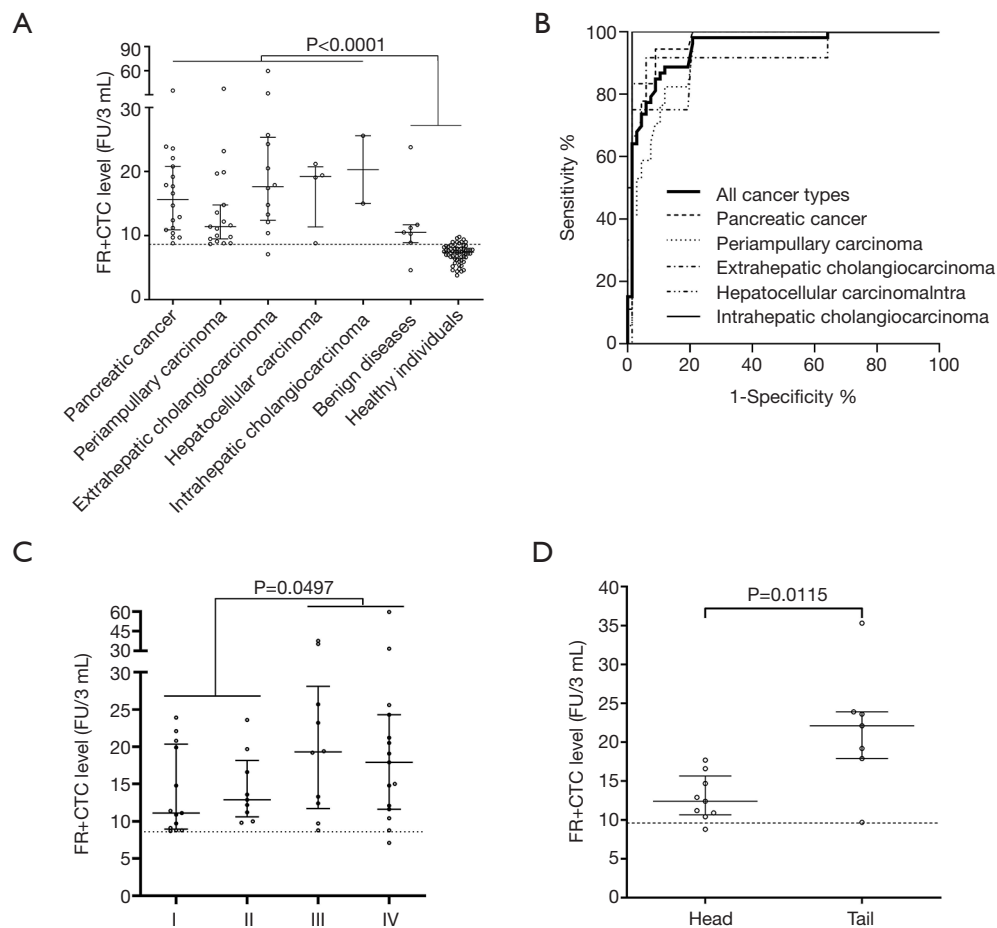 A
P<0.0001
FR+CTC level (FU/3 mL)
90
60
30
20
10
0
Pancreatic cancer
Periampullary carcinoma
Extrahepatic cholangiocarcinoma
Hepatocellular carcinoma
Intrahepatic cholangiocarcinoma
Benign diseases
Healthy individuals
B
Sensitivity %
100
80
60
40
20
0
All cancer types
Pancreatic cancer
Periampullary carcinoma
Extrahepatic cholangiocarcinoma
Hepatocellular carcinomaIntra
Intrahepatic cholangiocarcinoma
0 20 40 60 80 100
1-Specificity %
C
P=0.0497
FR+CTC level (FU/3 mL)
60
45
30
30
25
20
15
10
5
0
I II III IV
D
P=0.0115
FR+CTC level (FU/3 mL)
40
35
30
25
20
15
10
5
0
Head Tail